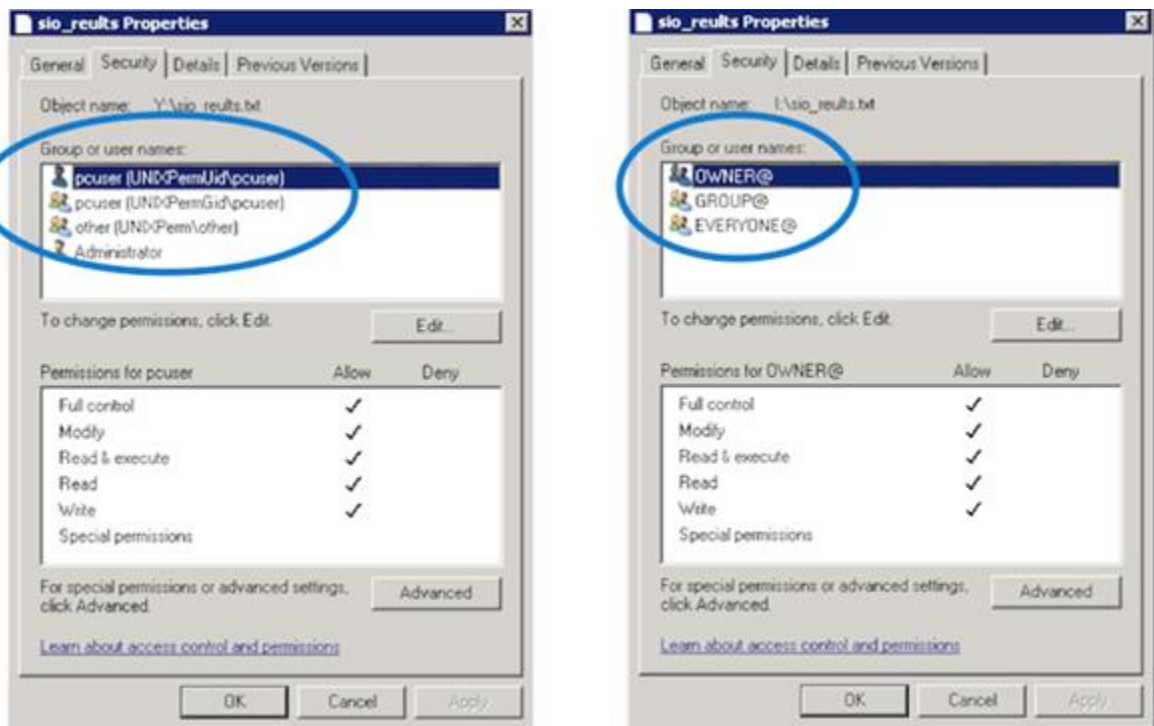 sio_reults Properties
General Security Details Previous Versions
Object name: Y:\sio_reults.txt
Group or user names:
pcuser (UNIXPermUid\pcuser)
pcuser (UNIXPermGid\pcuser)
other (UNIXPerm\other)
Administrator
To change permissions, click Edit.
Edit...
Permissions for pcuser Allow Deny
Full control
Modify
Read & execute
Read
Write
Special permissions
For special permissions or advanced settings,
click Advanced.
Advanced
Learn about access control and permissions
OK Cancel Apply
sio_reults Properties
General Security Details Previous Versions
Object name: I:\sio_reults.txt
Group or user names:
OWNER@
GROUP@
EVERYONE@
To change permissions, click Edit.
Edit...
Permissions for OWNER@ Allow Deny
Full control
Modify
Read & execute
Read
Write
Special permissions
For special permissions or advanced settings,
click Advanced.
Advanced
Learn about access control and permissions
OK Cancel Apply